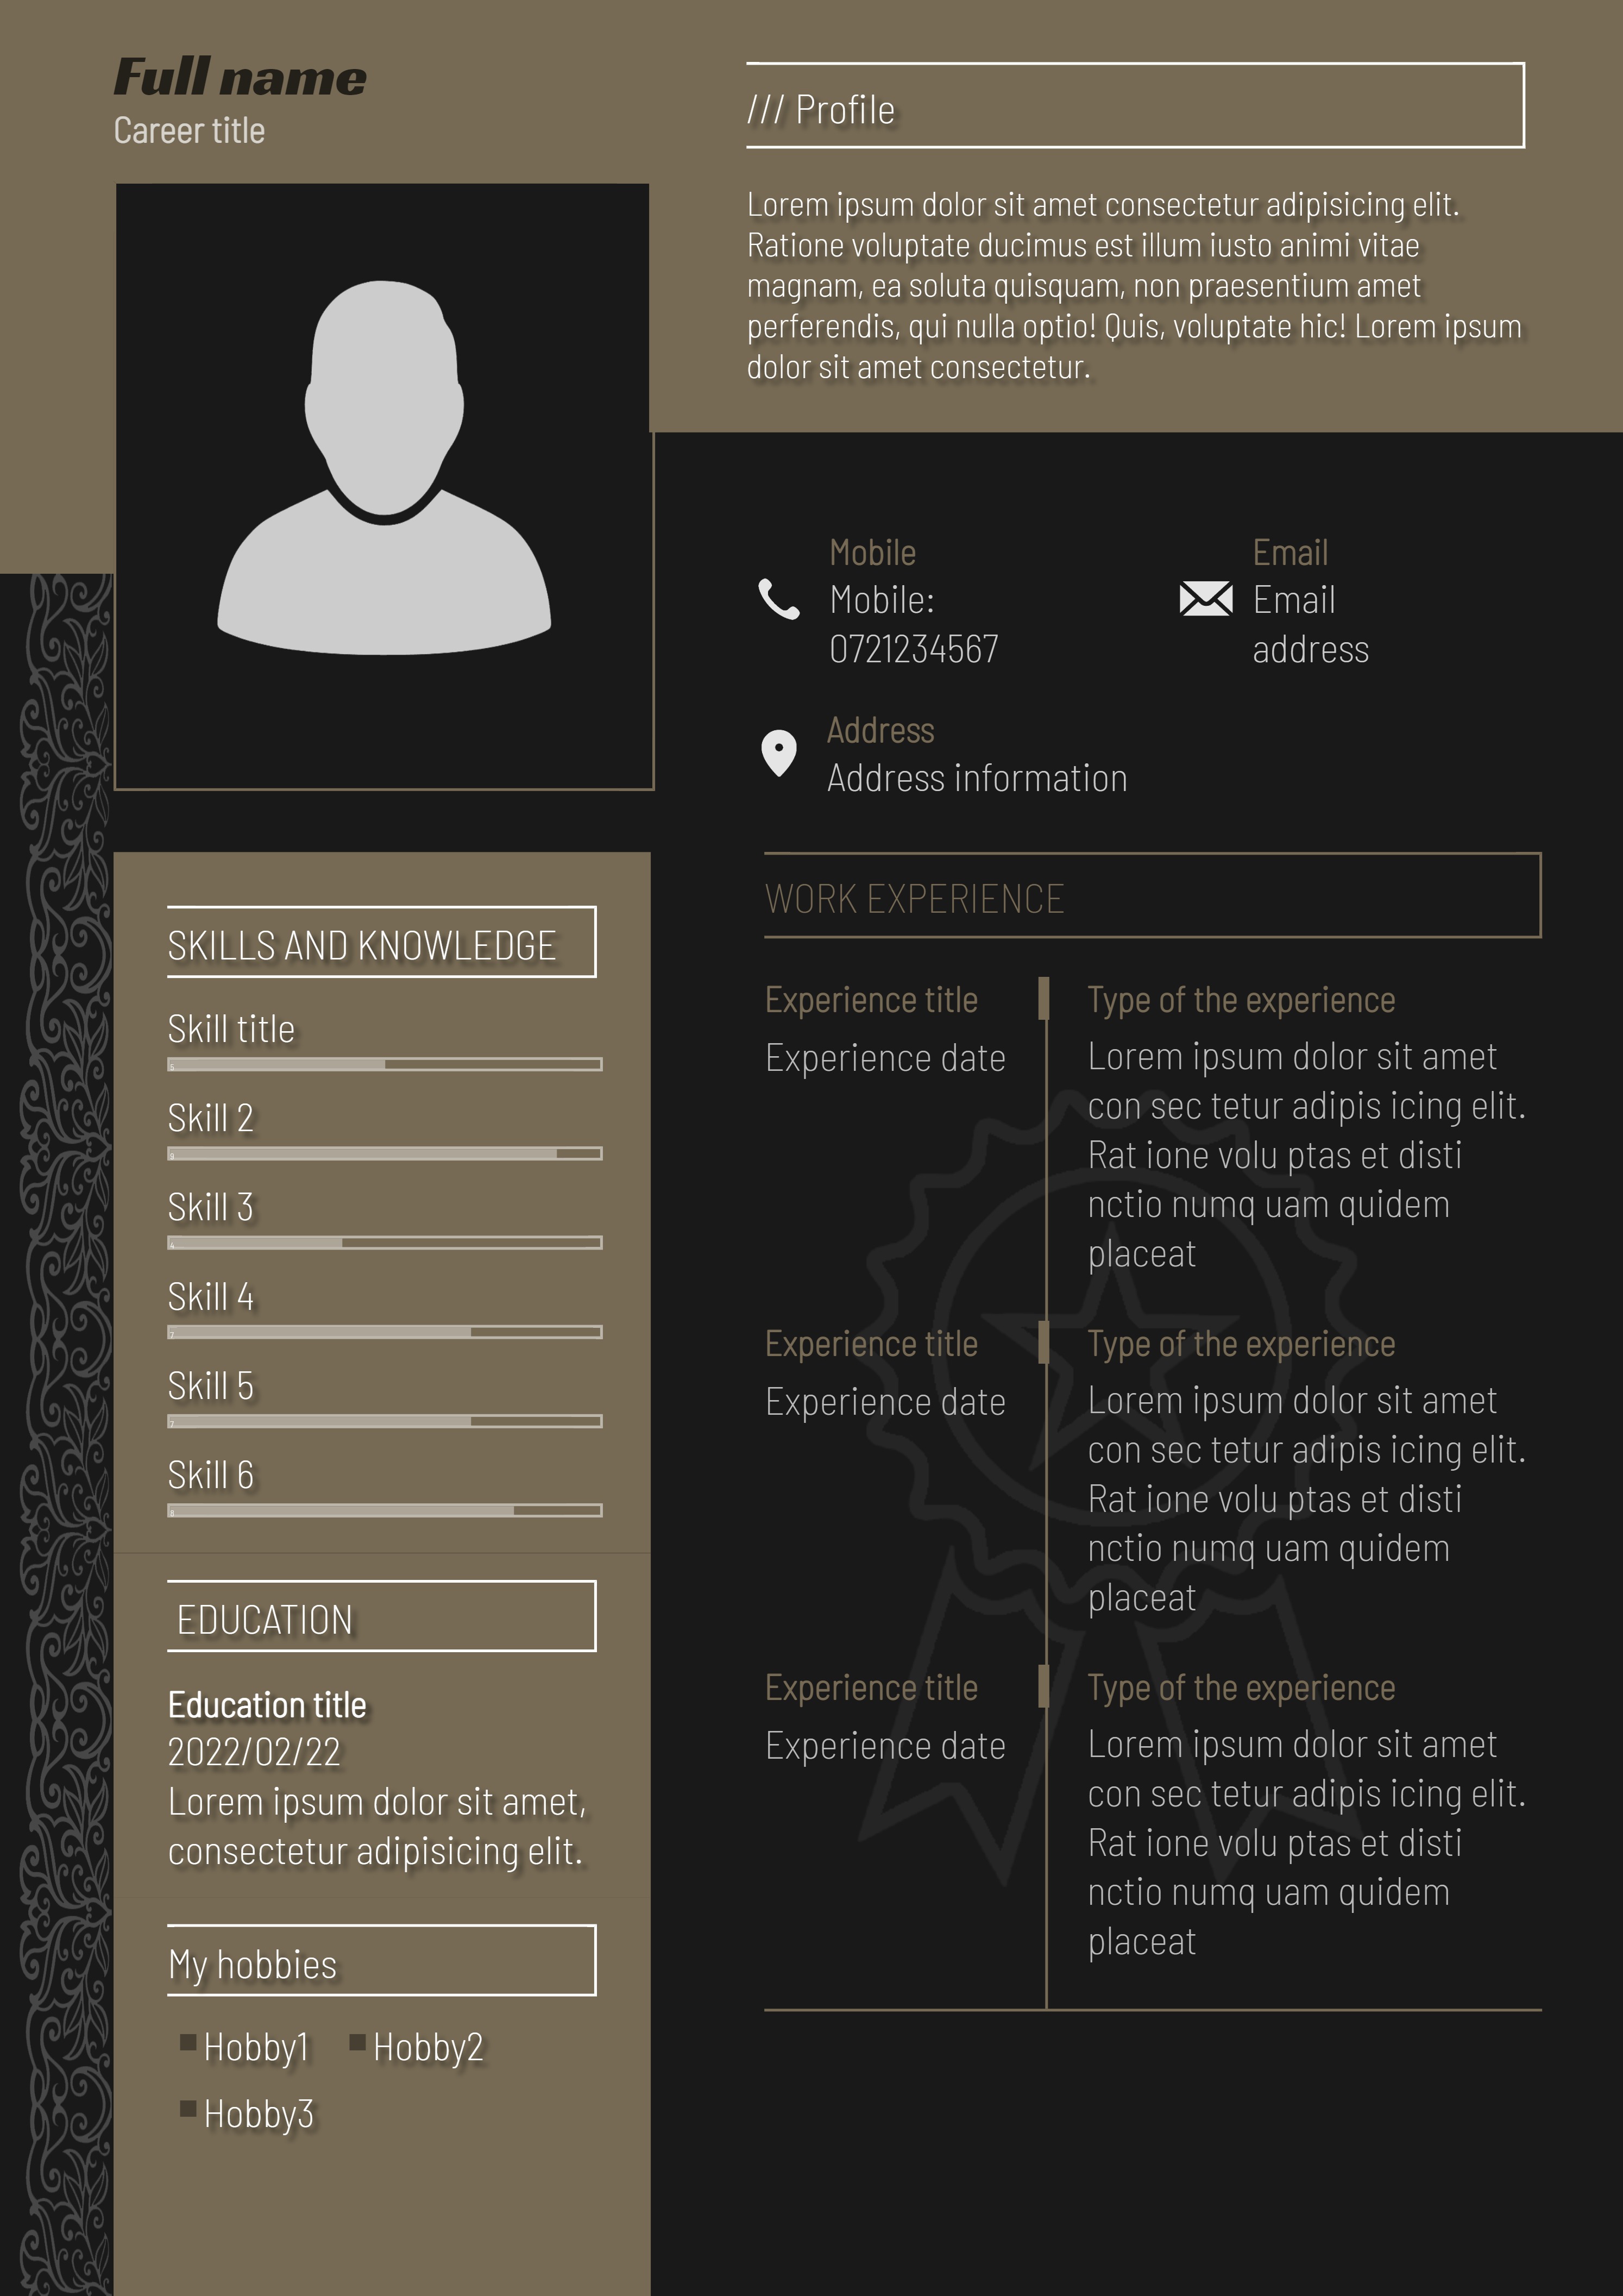 Full name
Career title
/// Profile
Lorem ipsum dolor sit amet consectetur adipisicing elit.
Ratione voluptate ducimus est illum iusto animi vitae
magnam, ea soluta quisquam, non praesentium amet
perferendis, qui nulla optio! Quis, voluptate hic! Lorem ipsum
dolor sit amet consectetur.
Mobile
Mobile:
0721234567
Email
Email
address
Address
Address information
SKILLS AND KNOWLEDGE
Skill title
5
Skill 2
9
Skill 3
4
Skill 4
7
Skill 5
7
Skill 6
8
EDUCATION
Education title
2022/02/22
Lorem ipsum dolor sit amet,
consectetur adipisicing elit.
My hobbies
Hobby1 Hobby2
Hobby3
WORK EXPERIENCE
Experience title
Experience date
Type of the experience
Lorem ipsum dolor sit amet
con sec tetur adipis icing elit.
Rat ione volu ptas et disti
nctio numq uam quidem
placeat
Experience title
Experience date
Type of the experience
Lorem ipsum dolor sit amet
con sec tetur adipis icing elit.
Rat ione volu ptas et disti
nctio numq uam quidem
placeat
Experience title
Experience date
Type of the experience
Lorem ipsum dolor sit amet
con sec tetur adipis icing elit.
Rat ione volu ptas et disti
nctio numq uam quidem
placeat